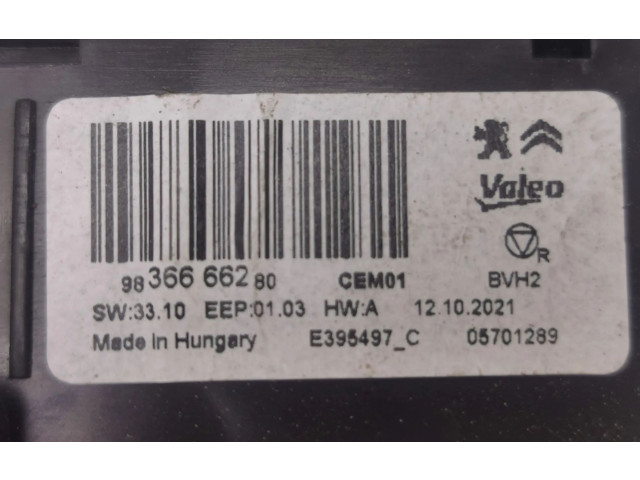 Valeo
R
98 366 662 80 CEM01 BVH2
SW:33.10 EEP:01.03 HW:A 12.10.2021
Made In Hungary E395497_C 05701289